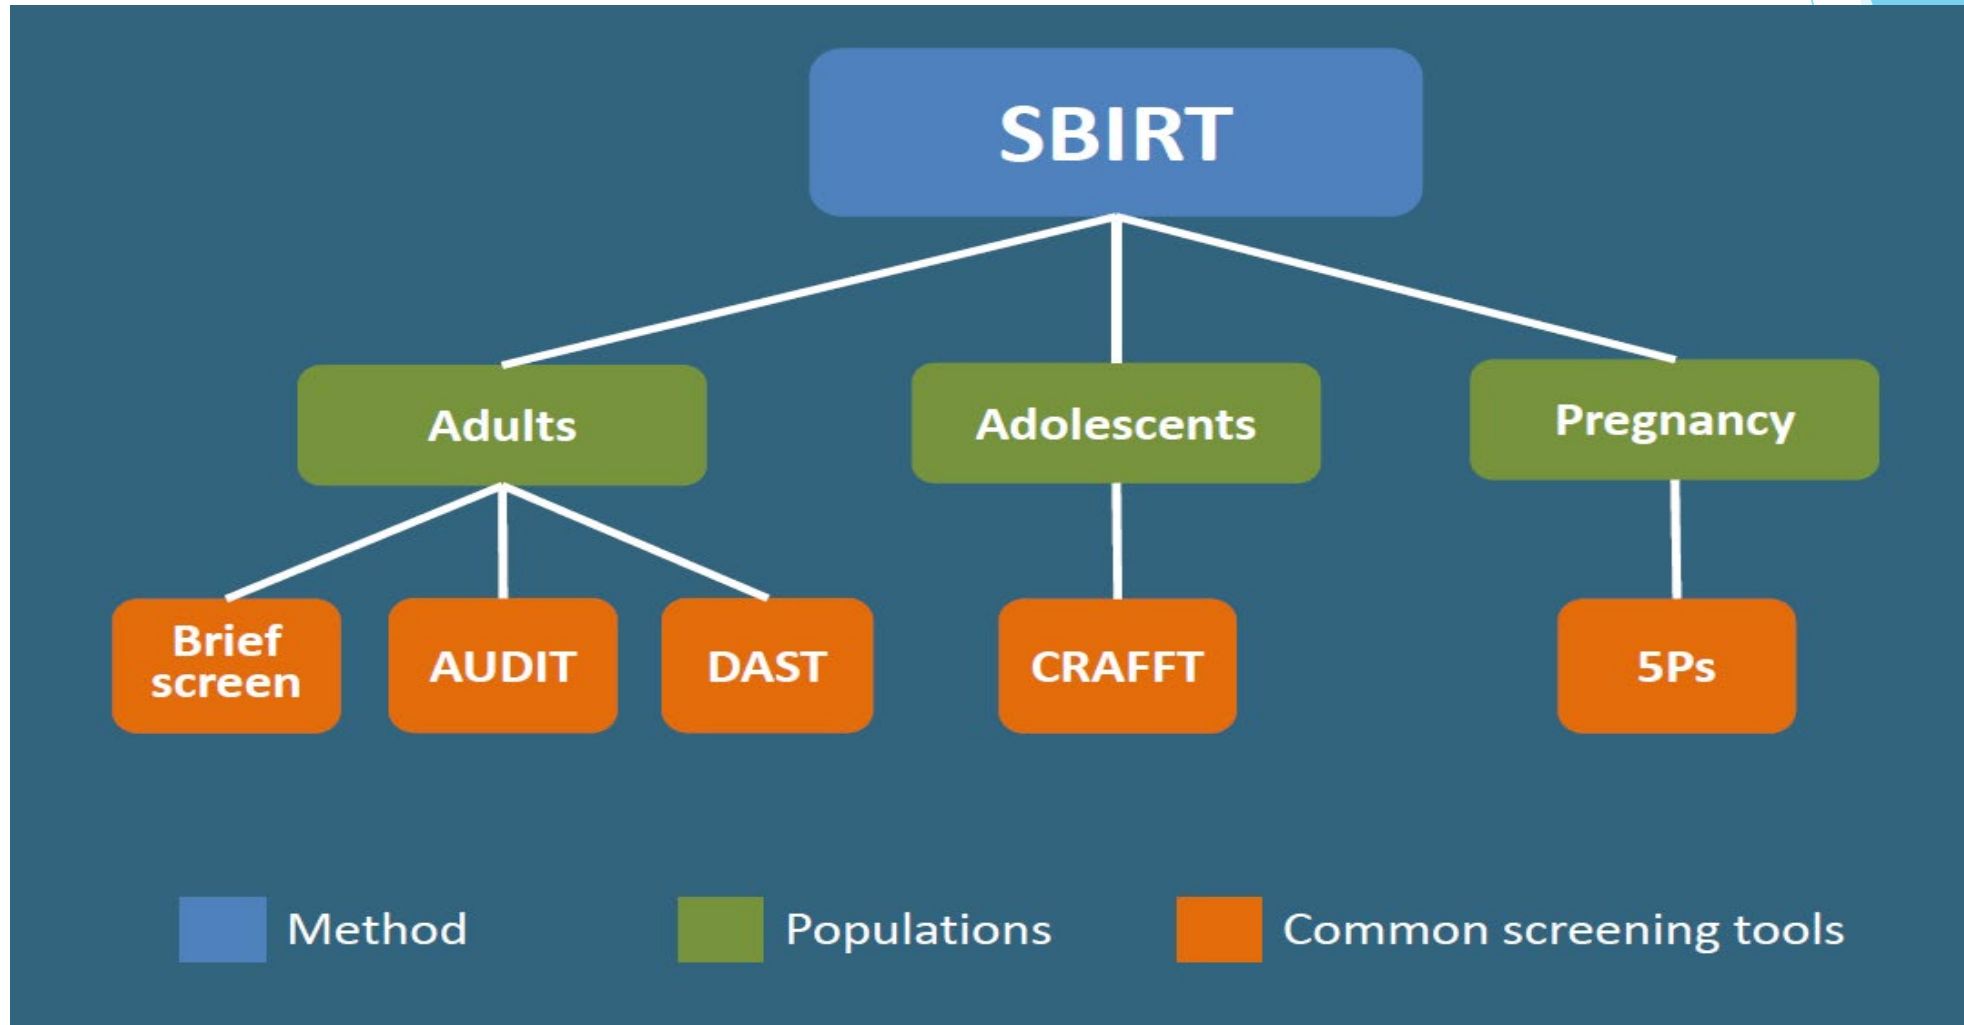 SBIRT
Adults
Adolescents
Pregnancy
Brief
screen
AUDIT
DAST
CRAFFT
5Ps
Method
Populations
Common screening tools